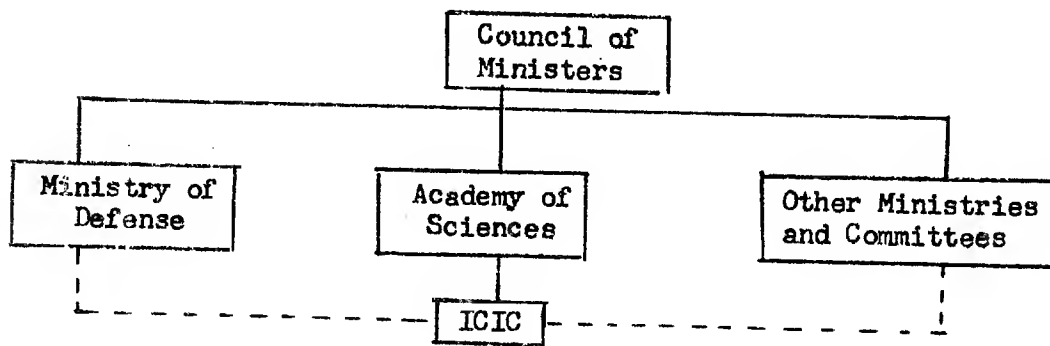 Council of
Ministers
Ministry of
Defense
Academy of
Sciences
Other Ministries
and Committees
ICIC